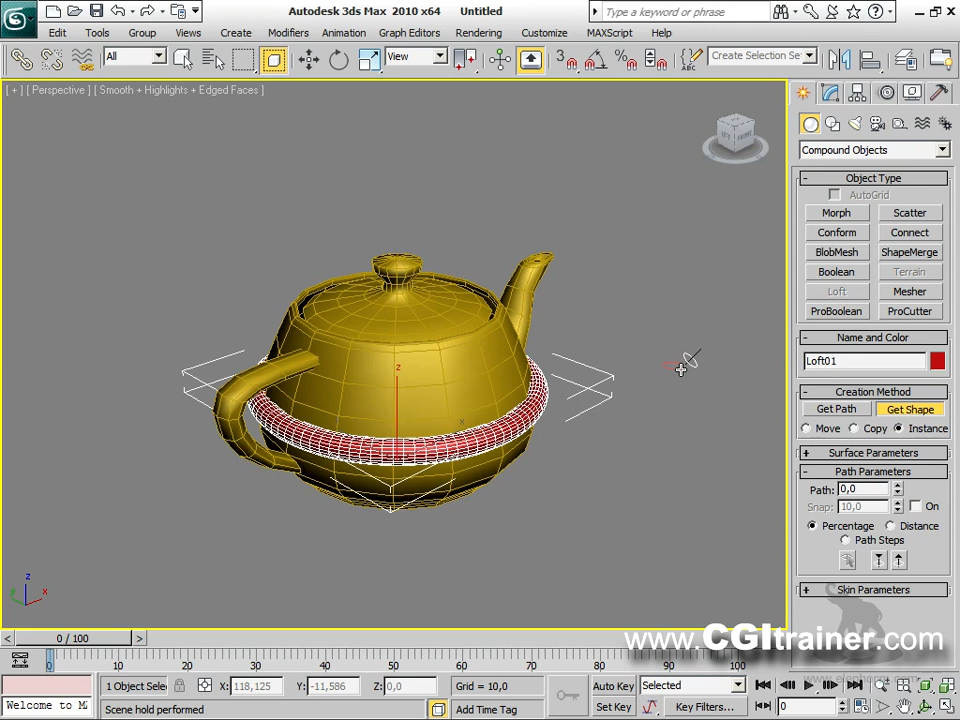 Autodesk 3ds Max 2010 x64 Untitled
Type a keyword or phrase
Edit Tools Group Views Create Modifiers Animation Graph Editors Rendering Customize MAXScript Help
All View 3 Create Selection Se
[ + ] [ Perspective ] [ Smooth + Highlights + Edged Faces ]
Compound Objects
- Object Type
AutoGrid
Morph Scatter
Conform Connect
BlobMesh ShapeMerge
Boolean Terrain
Loft Mesher
ProBoolean ProCutter
- Name and Color
Loft01
- Creation Method
Get Path Get Shape
Move Copy Instance
+ Surface Parameters
- Path Parameters
Path: 0,0
Snap: 10,0 On
Percentage Distance
Path Steps
+ Skin Parameters
z
x
z
x
< 0 / 100 >
www.CGItrainer.com
0 10 20 30 40 50 60 70 80 90 100
1 Object Sele X: 118,125 Y: -11,586 Z: 0,0 Grid = 10,0 Auto Key Selected
Welcome to M Scene hold performed Add Time Tag Set Key Key Filters... 0